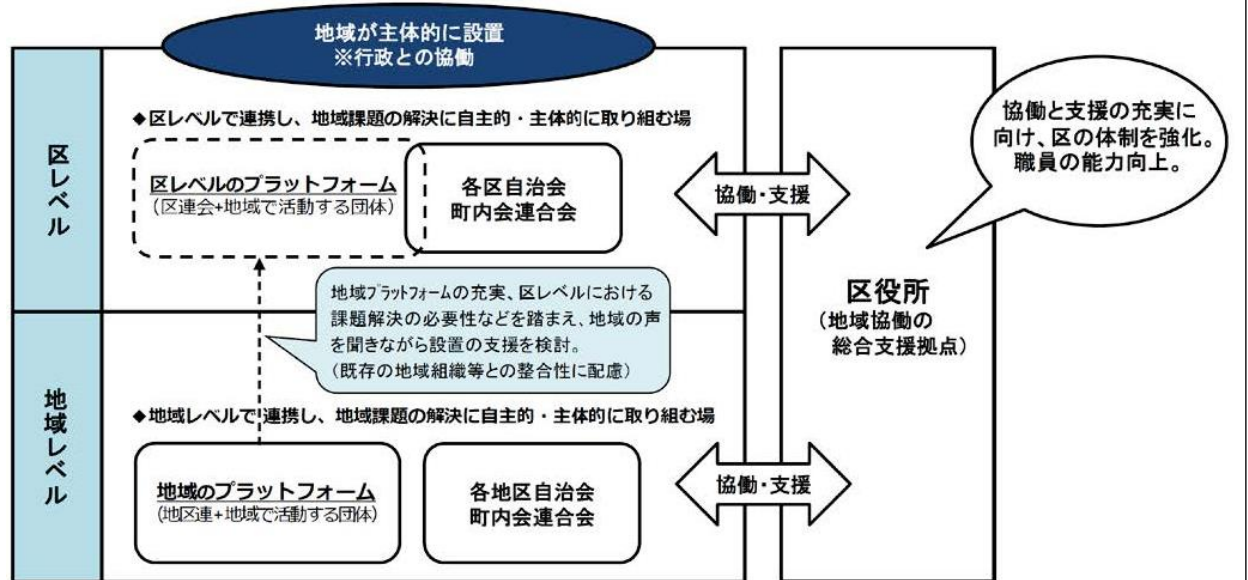 地域が主体的に設置
※行政との協働
区レベル
◆区レベルで連携し、地域課題の解決に自主的・主体的に取り組む場
区レベルのプラットフォーム
(区連会+地域で活動する団体)
各区自治会
町内会連合会
協働・支援
協働と支援の充実に
向け、区の体制を強化。
職員の能力向上。
地域プラットフォームの充実、区レベルにおける
課題解決の必要性などを踏まえ、地域の声
を聞きながら設置の支援を検討。
(既存の地域組織等との整合性に配慮)
区役所
(地域協働の
総合支援拠点)
地域レベル
◆地域レベルで連携し、地域課題の解決に自主的・主体的に取り組む場
地域のプラットフォーム
(地区連+地域で活動する団体)
各地区自治会
町内会連合会
協働・支援